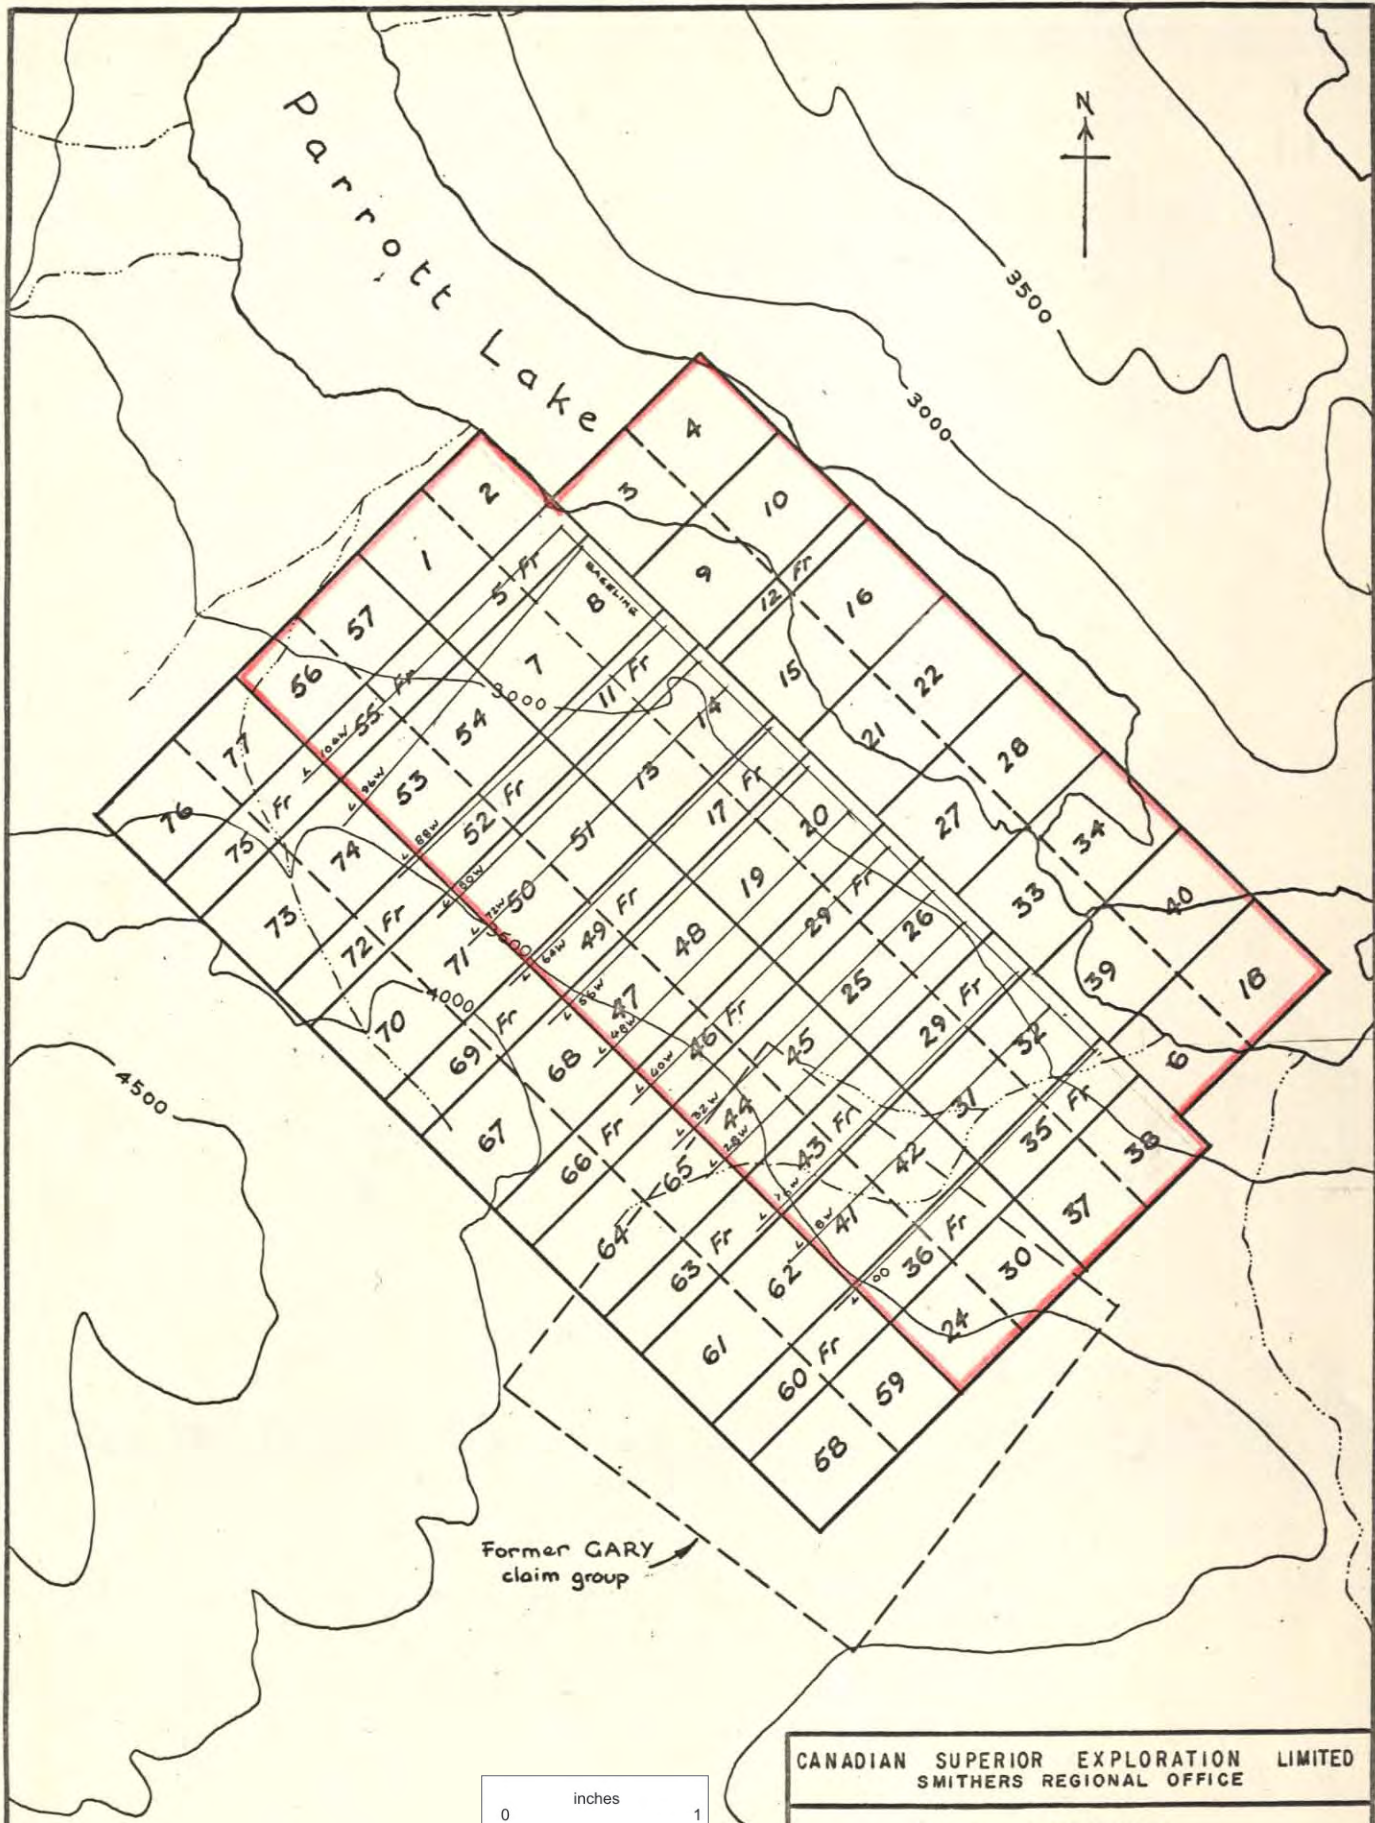 N
Parrott Lake
3500
3000
4
3
10
2
9
1
5 Fr
12 Fr
BASELINE
8
16
57
15
7
11 Fr
22
56
55 Fr
3000
14
21
54
28
77
L 104W
13
17 Fr
53
L 96W
20
27
34
76
75 Fr
52 Fr
51
74
L 88W
19
33
40
50
L 80W
29 Fr
26
73
72 Fr
L 72W
49 Fr
48
3500
71
L 64W
25
39
18
4000
L 56W
47
29 Fr
70
69 Fr
L 48W
46 Fr
45
32
6
68
L 40W
31
35 Fr
4500
L 32W
44
43 Fr
42
38
67
66 Fr
65
L 28W
41
37
64
L 8W
36 Fr
30
63 Fr
62
L 00
24
61
60 Fr
59
58
Former GARY
claim group
CANADIAN SUPERIOR EXPLORATION LIMITED
SMITHERS REGIONAL OFFICE
inches
0 1